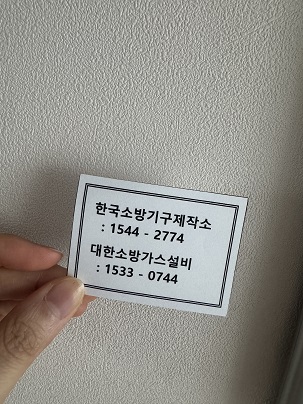 한국소방기구제작소
: 1544 - 2774
대한소방가스설비
: 1533 - 0744